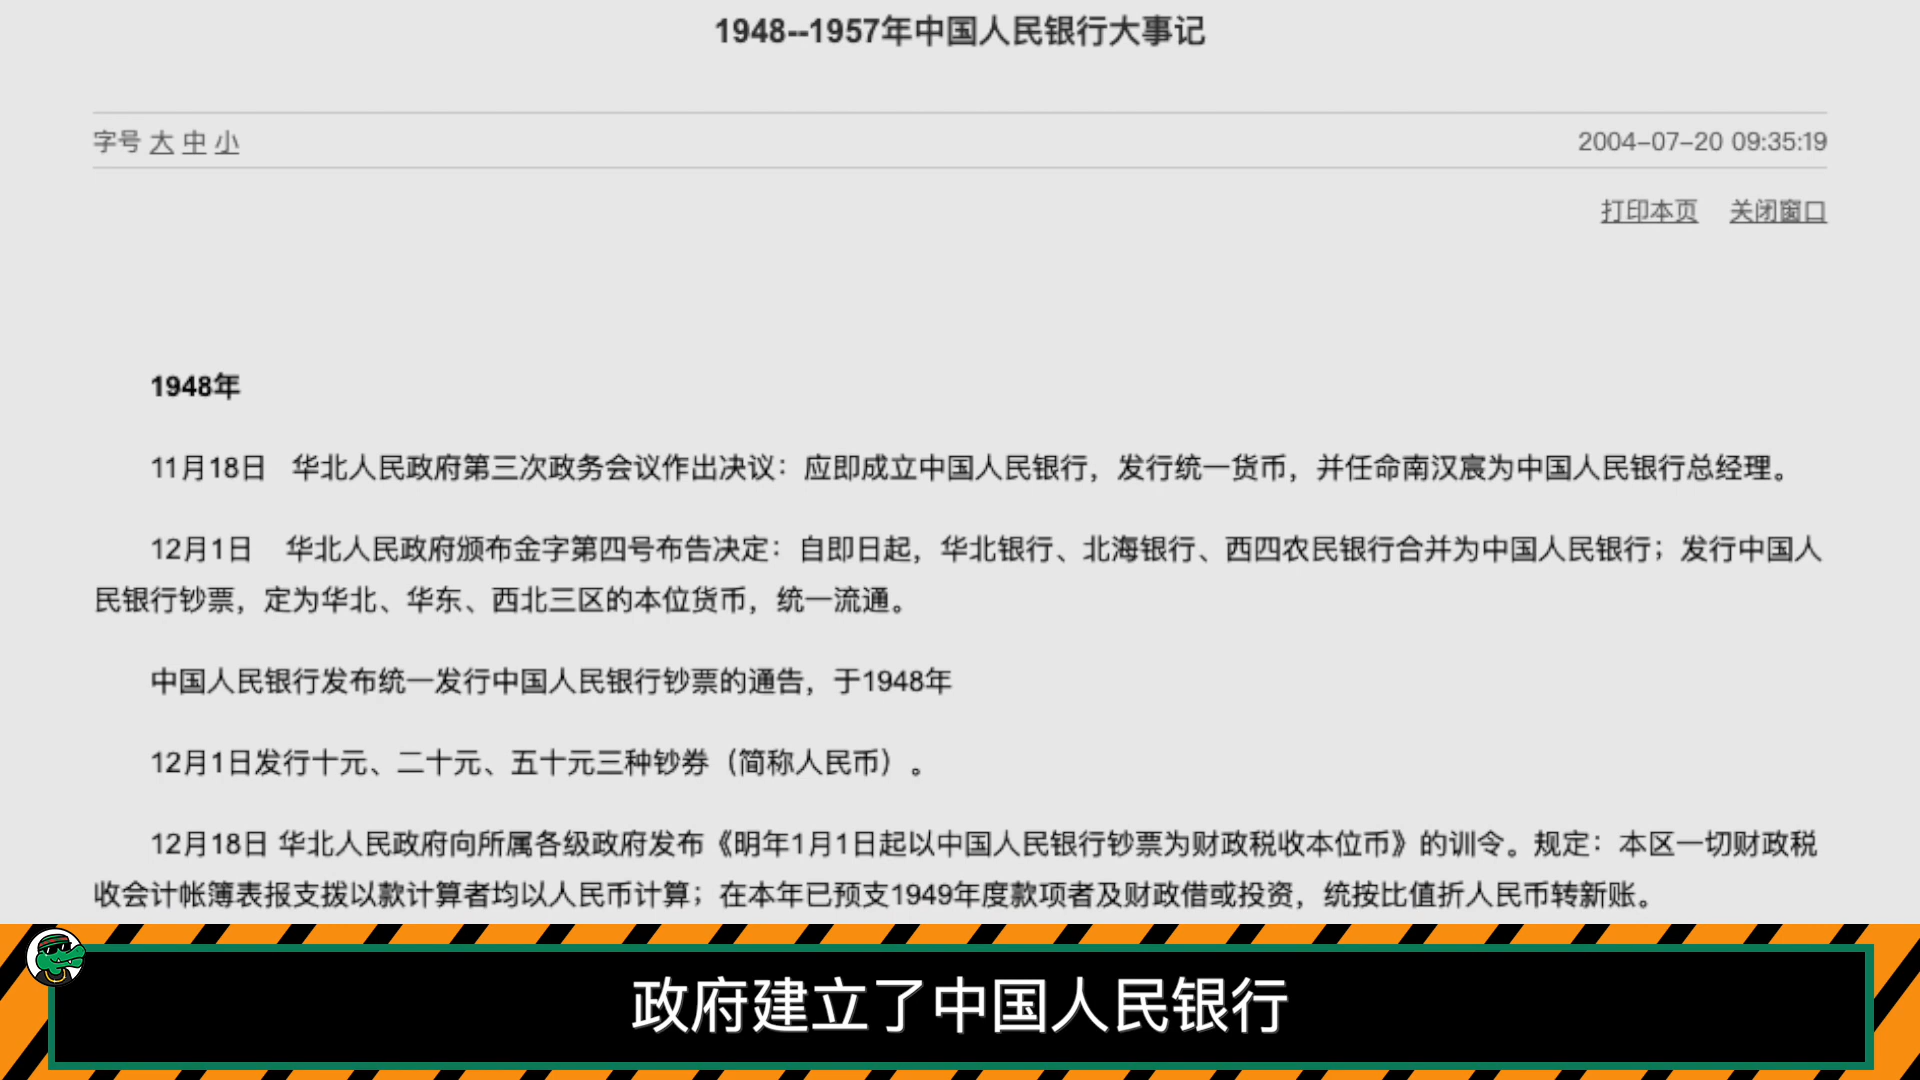 1948--1957年中国人民银行大事记
字号 大 中 小
2004-07-20 09:35:19
打印本页 关闭窗口
1948年
11月18日 华北人民政府第三次政务会议作出决议：应即成立中国人民银行，发行统一货币，并任命南汉宸为中国人民银行总经理。
12月1日 华北人民政府颁布金字第四号布告决定：自即日起，华北银行、北海银行、西四农民银行合并为中国人民银行；发行中国人
民银行钞票，定为华北、华东、西北三区的本位货币，统一流通。
中国人民银行发布统一发行中国人民银行钞票的通告，于1948年
12月1日发行十元、二十元、五十元三种钞券（简称人民币）。
12月18日 华北人民政府向所属各级政府发布《明年1月1日起以中国人民银行钞票为财政税收本位币》的训令。规定：本区一切财政税
收会计帐簿表报支拨以款计算者均以人民币计算；在本年已预支1949年度款项者及财政借或投资，统按比值折人民币转新账。
政府建立了中国人民银行